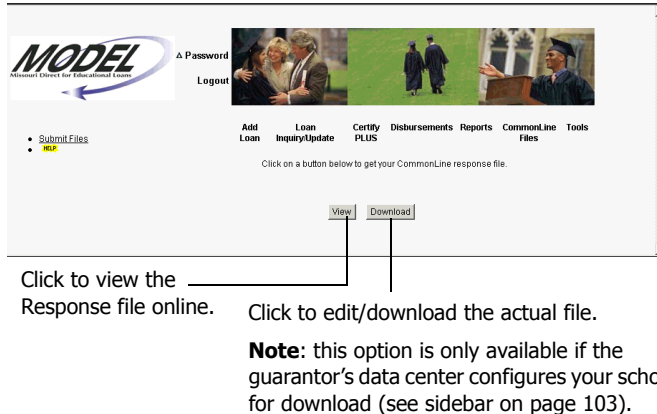 MODEL
Missouri Direct for Educational Loans
Δ Password
Logout
Add Loan
Loan Inquiry/Update
Certify PLUS
Disbursements
Reports
CommonLine Files
Tools
Submit Files
HELP
Click on a button below to get your CommonLine response file.
View
Download
Click to view the
Response file online.
Click to edit/download the actual file.
Note: this option is only available if the
guarantor's data center configures your scho
for download (see sidebar on page 103).